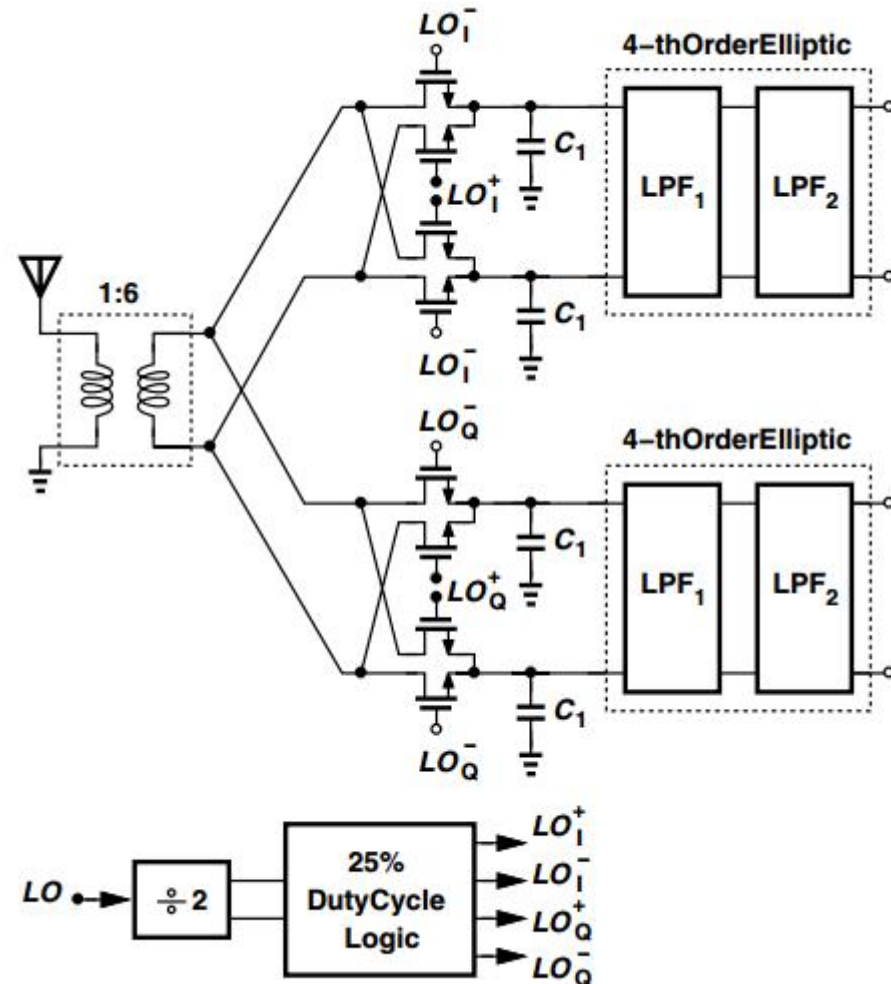 LO_I^-
4-thOrderElliptic
C_1
LPF_1
LPF_2
LO_I^+
1:6
C_1
LO_I^-
LO_Q^-
4-thOrderElliptic
C_1
LPF_1
LPF_2
LO_Q^+
C_1
LO_Q^-
LO
÷2
25%
DutyCycle
Logic
LO_I^+
LO_I^-
LO_Q^+
LO_Q^-